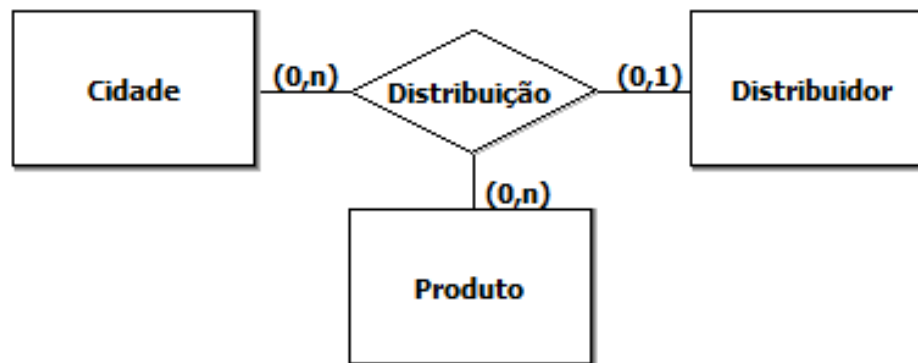 Cidade
(0,n)
Distribuição
(0,1)
Distribuidor
(0,n)
Produto